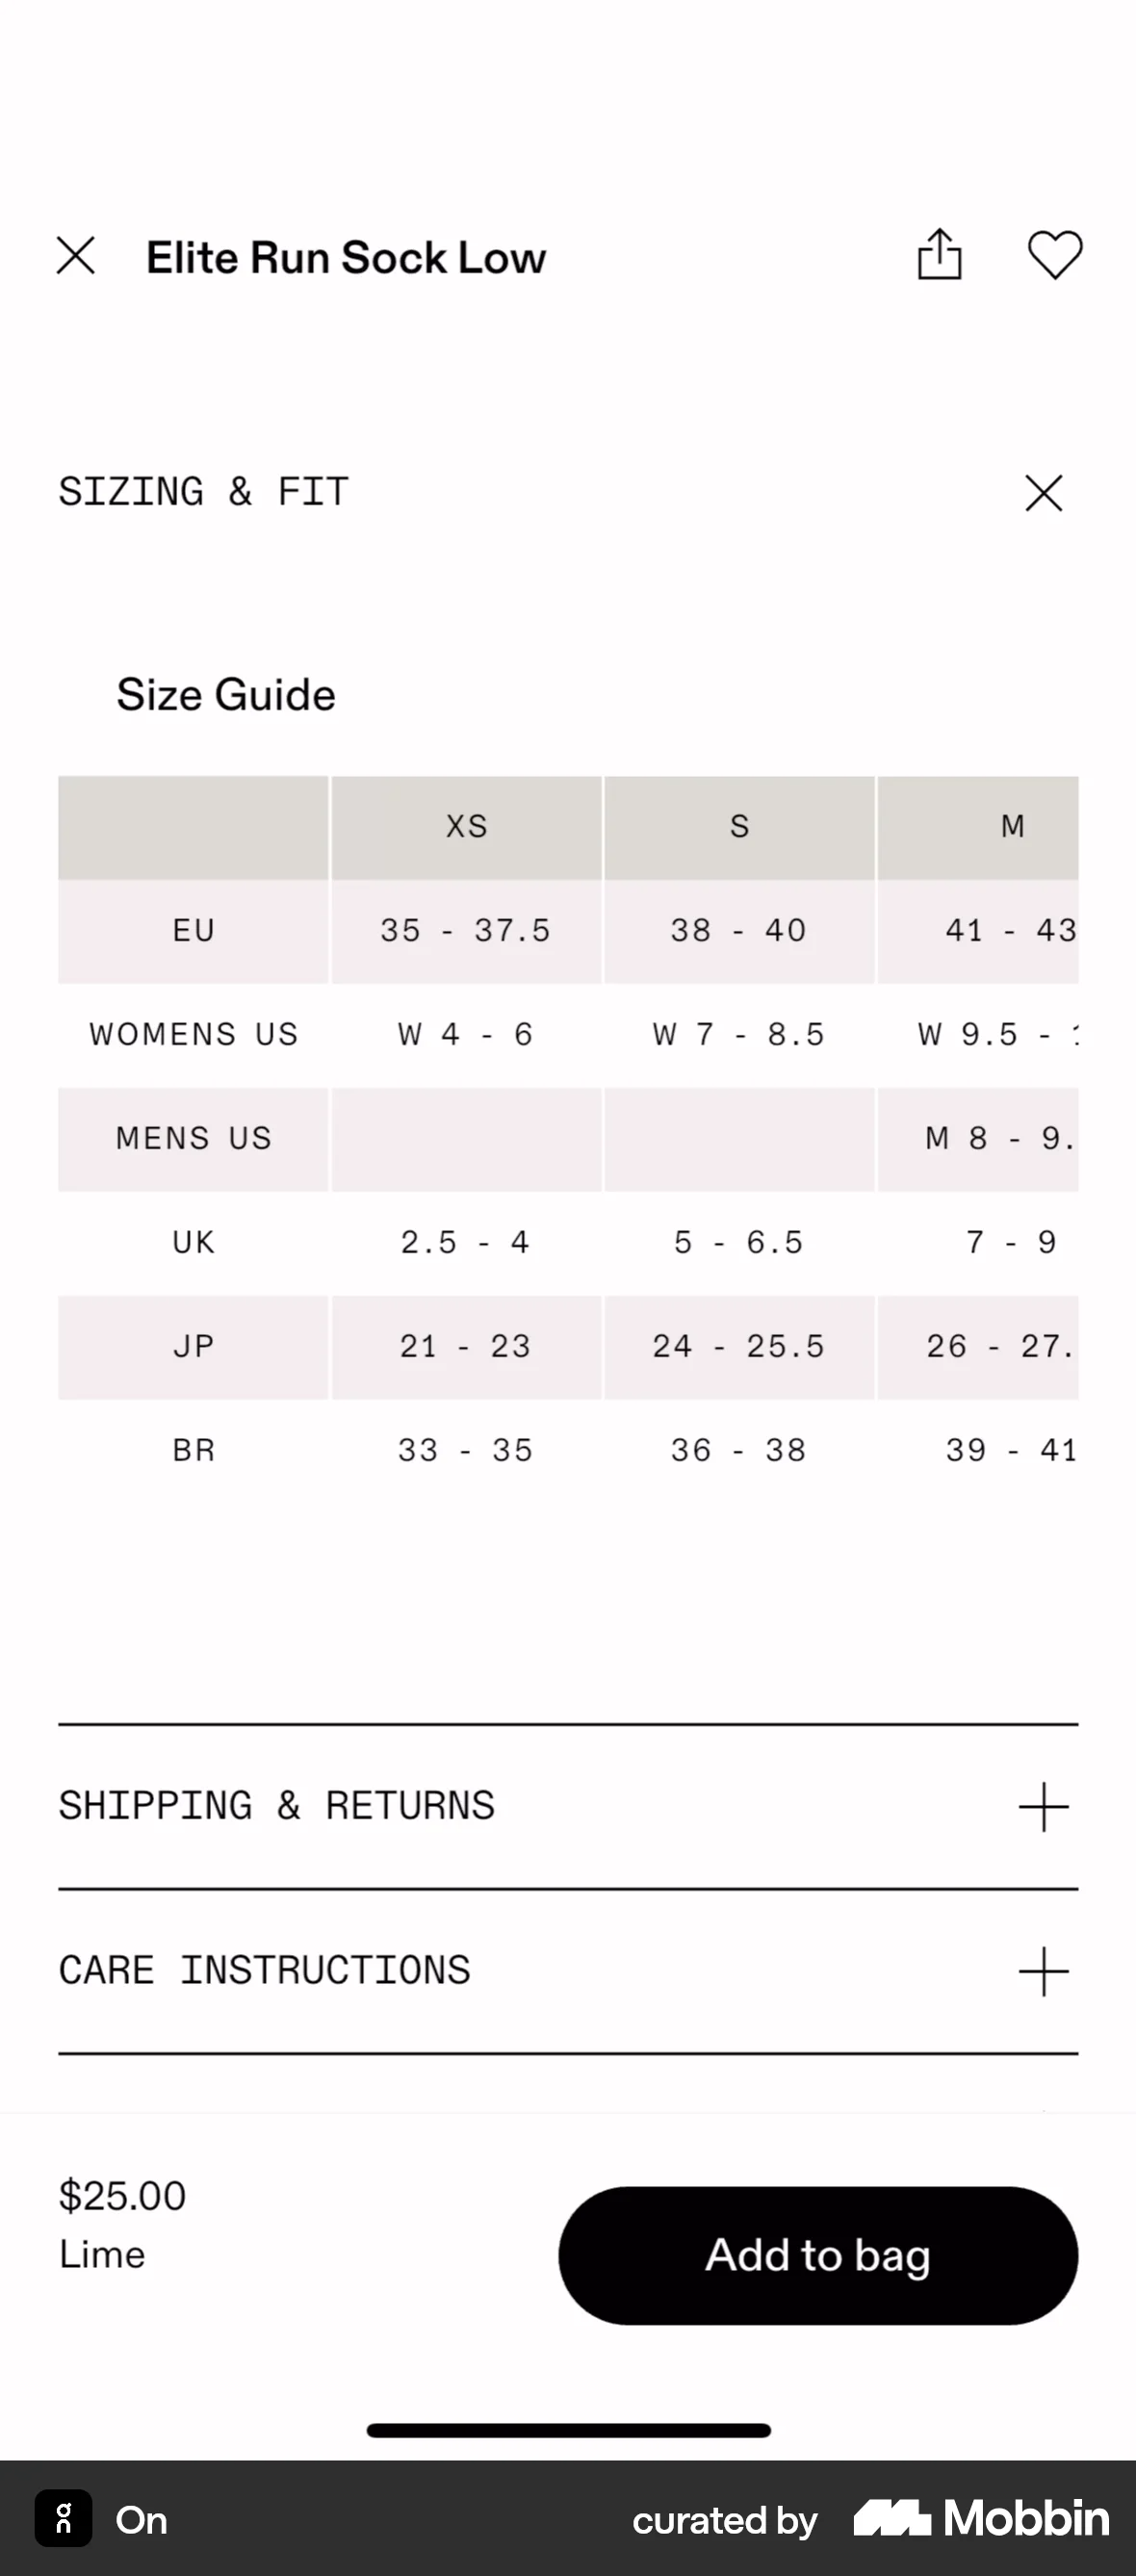 Elite Run Sock Low
SIZING & FIT
Size Guide
XS S M
EU 35 - 37.5 38 - 40 41 - 43
WOMENS US W 4 - 6 W 7 - 8.5 W 9.5 -
MENS US M 8 - 9.
UK 2.5 - 4 5 - 6.5 7 - 9
JP 21 - 23 24 - 25.5 26 - 27.
BR 33 - 35 36 - 38 39 - 41
SHIPPING & RETURNS
CARE INSTRUCTIONS
$25.00
Lime
Add to bag
On curated by Mobbin